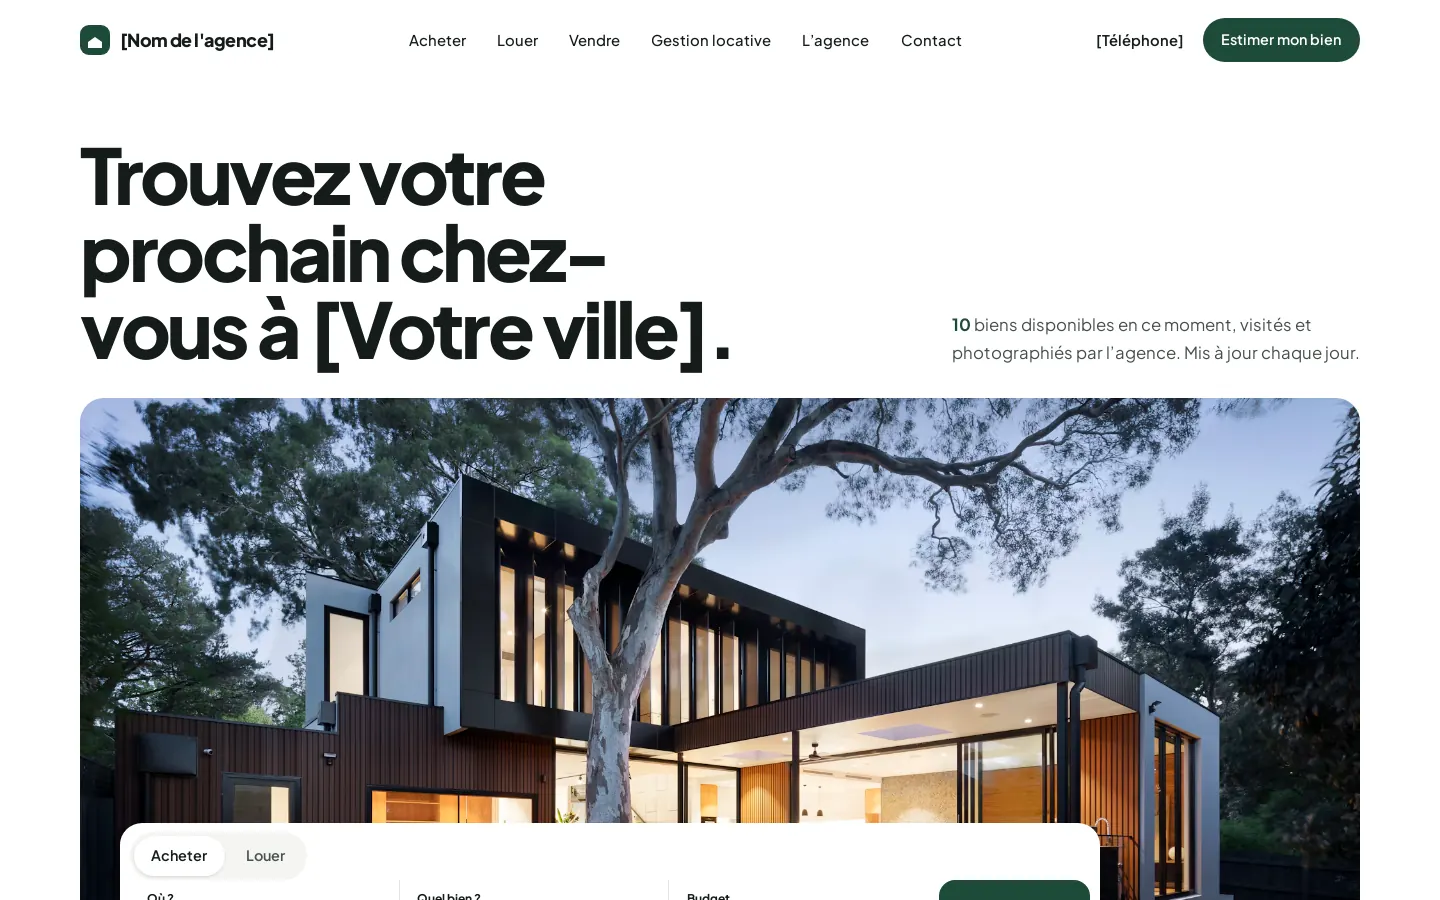 [Nom de l'agence]
Acheter
Louer
Vendre
Gestion locative
L’agence
Contact
[Téléphone]
Estimer mon bien
Trouvez votre
prochain chez-
vous à [Votre ville].
10 biens disponibles en ce moment, visités et
photographiés par l’agence. Mis à jour chaque jour.
Acheter
Louer
Où ?
Quel bien ?
Budget